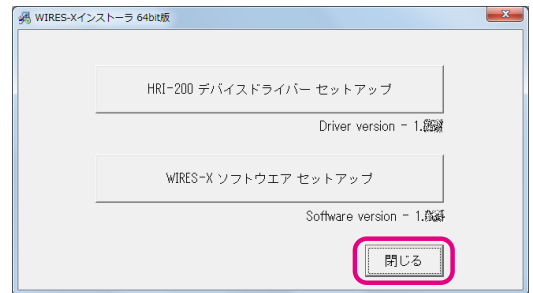 WIRES-Xインストーラ 64bit版
HRI-200 デバイスドライバー セットアップ
Driver version - 1.
WIRES-X ソフトウエア セットアップ
Software version - 1.
閉じる